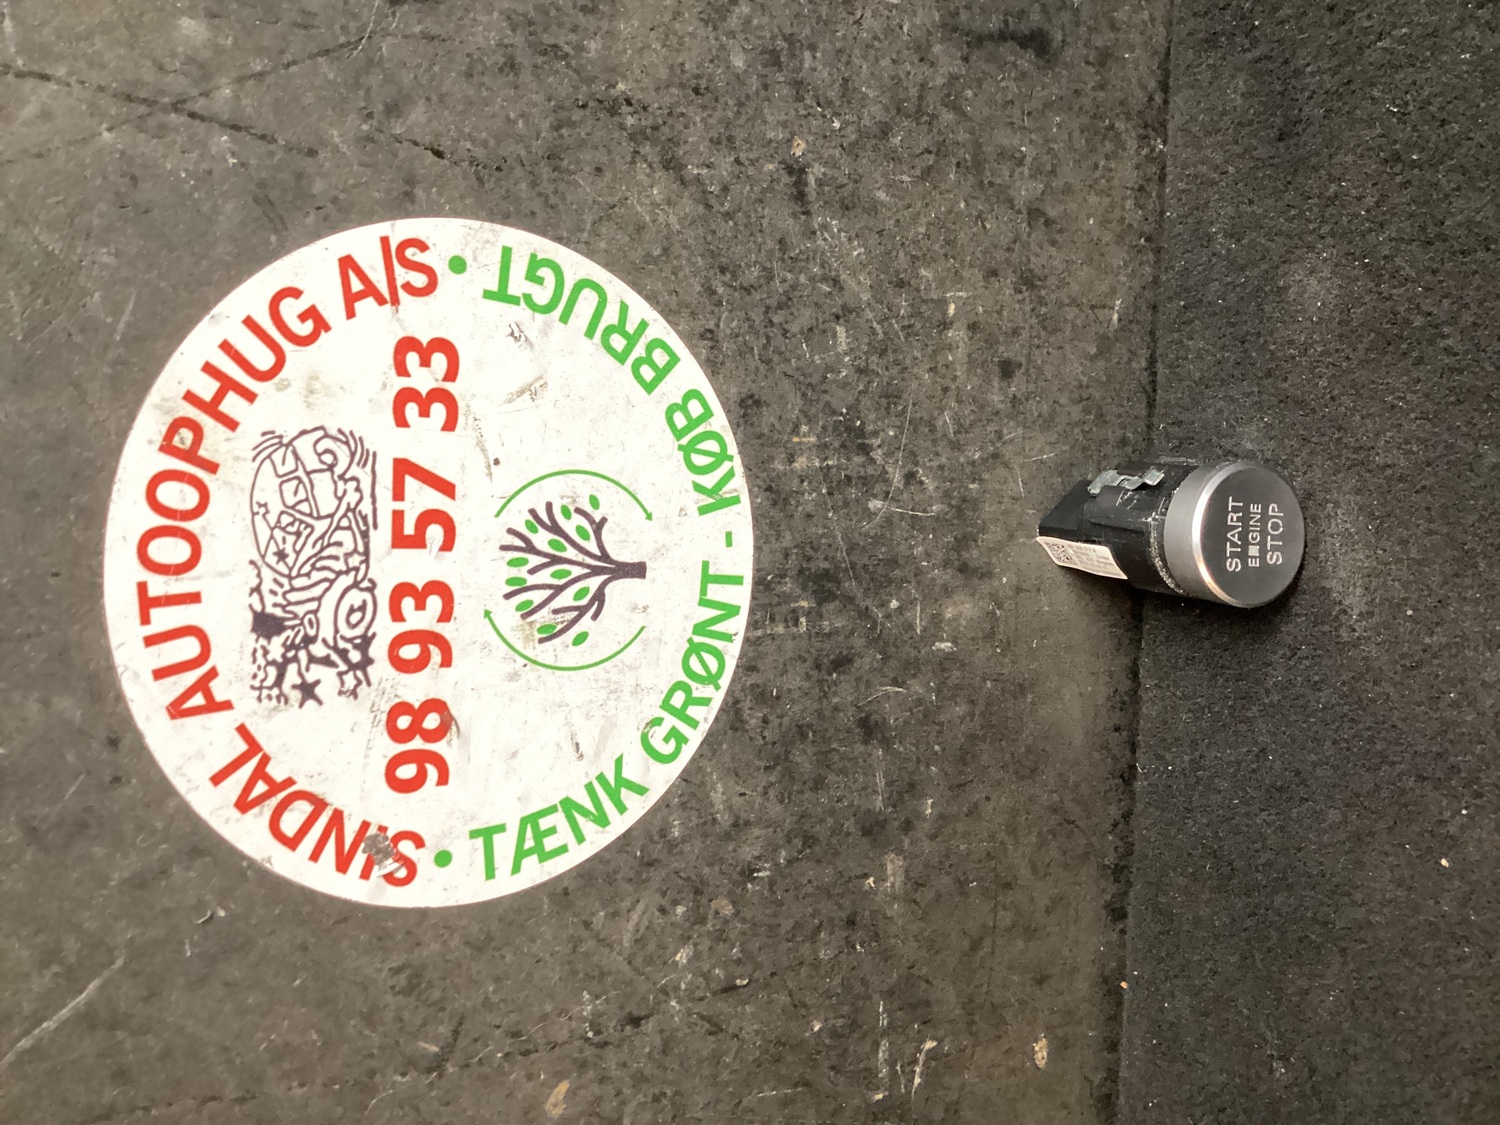 SINDAL AUTOOPHUG A/S
98 93 57 33
• TÆNK GRØNT - KØB BRUGT •
START
ENGINE
STOP